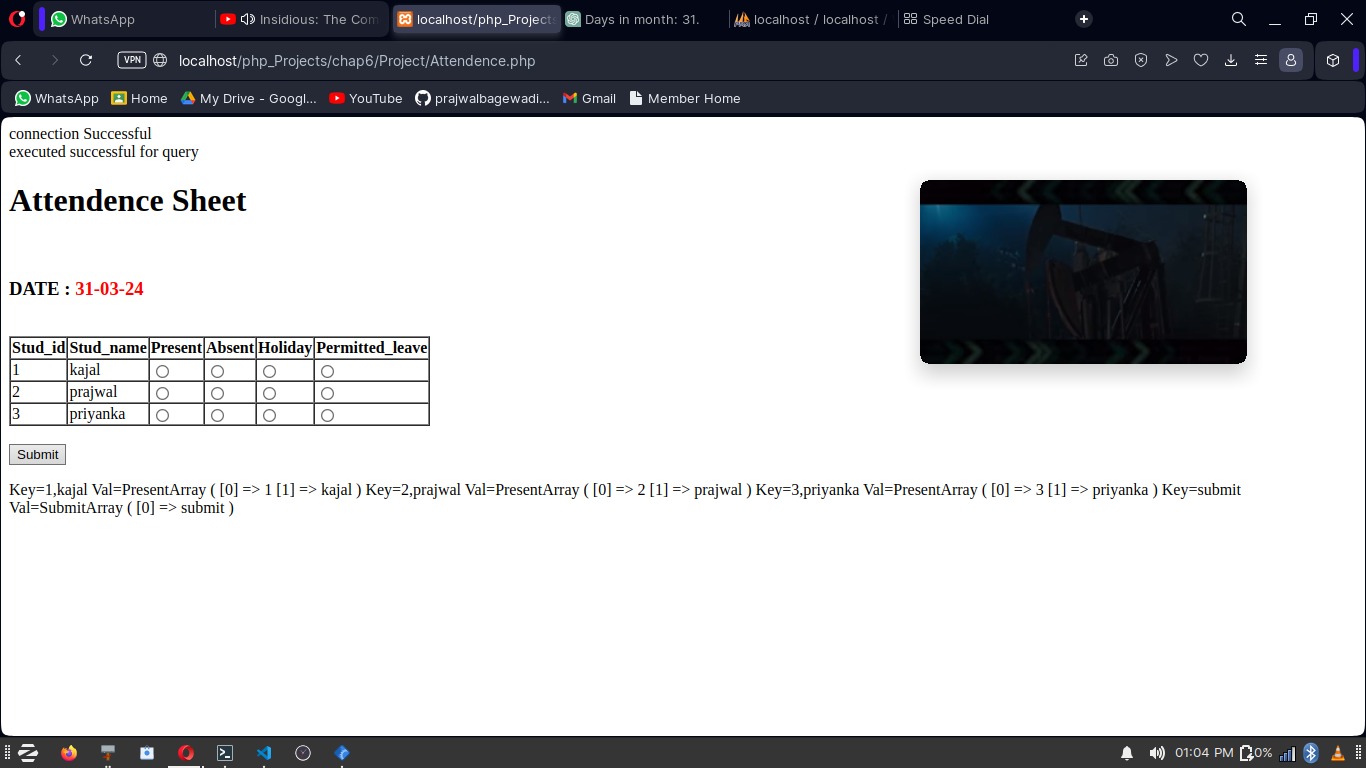 WhatsApp
Insidious: The Com
localhost/php_Projects
Days in month: 31.
localhost / localhost /
Speed Dial
VPN
localhost/php_Projects/chap6/Project/Attendence.php
WhatsApp Home My Drive - Googl... YouTube prajwalbagewadi... Gmail Member Home
connection Successful
executed successful for query
Attendence Sheet
DATE : 31-03-24
Stud_id Stud_name Present Absent Holiday Permitted_leave
1 kajal
2 prajwal
3 priyanka
Submit
Key=1,kajal Val=PresentArray ( [0] => 1 [1] => kajal ) Key=2,prajwal Val=PresentArray ( [0] => 2 [1] => prajwal ) Key=3,priyanka Val=PresentArray ( [0] => 3 [1] => priyanka ) Key=submit
Val=SubmitArray ( [0] => submit )
01:04 PM 0%